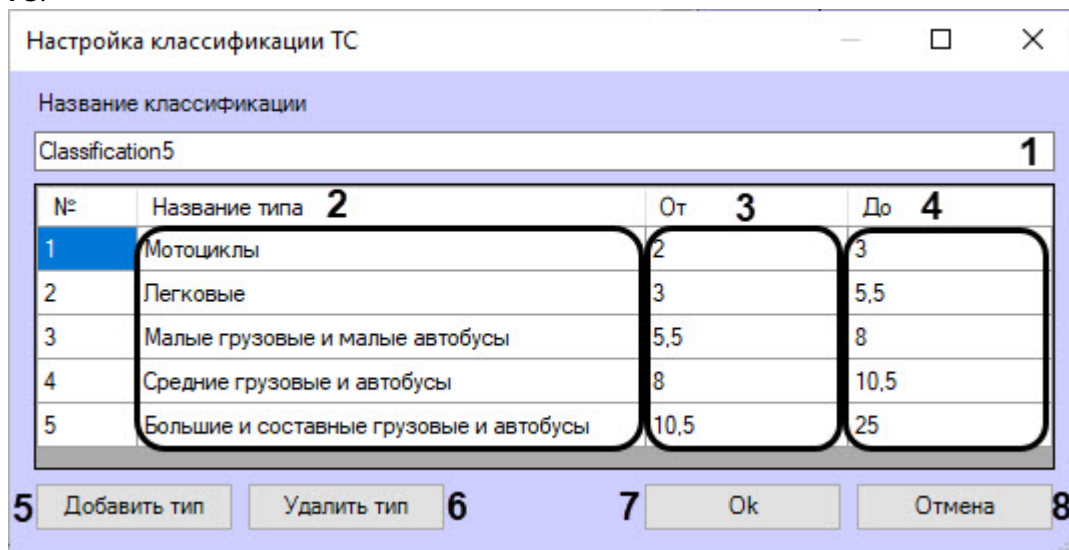 Настройка классификации ТС
Название классификации
Classification5 1
№ Название типа 2 От 3 До 4
1 Мотоциклы 2 3
2 Легковые 3 5,5
3 Малые грузовые и малые автобусы 5,5 8
4 Средние грузовые и автобусы 8 10,5
5 Большие и составные грузовые и автобусы 10,5 25
5 Добавить тип Удалить тип 6 7 Ok Отмена 8